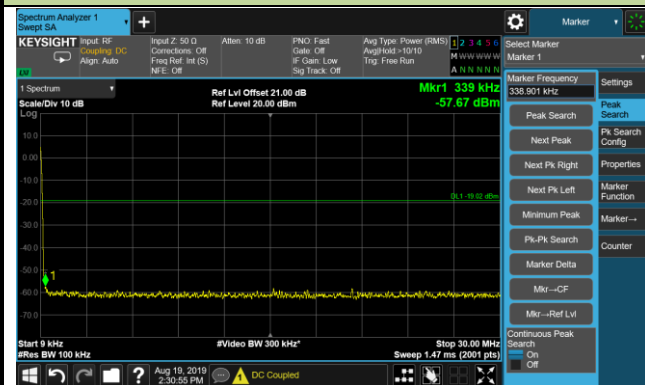 Spectrum Analyzer 1
Swept SA
+
Marker
KEYSIGHT
Input: RF
Coupling: DC
Align: Auto
Input Z: 50 Ω
Corrections: Off
Freq Ref: Int (S)
NFE: Off
Atten: 10 dB
PNO: Fast
Gate: Off
IF Gain: Low
Sig Track: Off
Avg Type: Power (RMS)
Avg|Hold:>10/10
Trig: Free Run
1 2 3 4 5 6
M W W W W W
A N N N N N
LV
Select Marker
Marker 1
1 Spectrum
Scale/Div 10 dB
Log
Ref Lvl Offset 21.00 dB
Ref Level 20.00 dBm
Mkr1 339 kHz
-57.67 dBm
10.0
0.00
-10.0
-20.0
-30.0
-40.0
-50.0
-60.0
-70.0
DL1 -19.02 dBm
1
Start 9 kHz
#Res BW 100 kHz
#Video BW 300 kHz*
Stop 30.00 MHz
Sweep 1.47 ms (2001 pts)
Marker Frequency
338.901 kHz
Peak Search
Next Peak
Next Pk Right
Next Pk Left
Minimum Peak
Pk-Pk Search
Marker Delta
Mkr→CF
Mkr→Ref Lvl
Continuous Peak
Search
On
Off
Settings
Peak
Search
Pk Search
Config
Properties
Marker
Function
Marker→
Counter
?
Aug 19, 2019
2:30:55 PM
DC Coupled